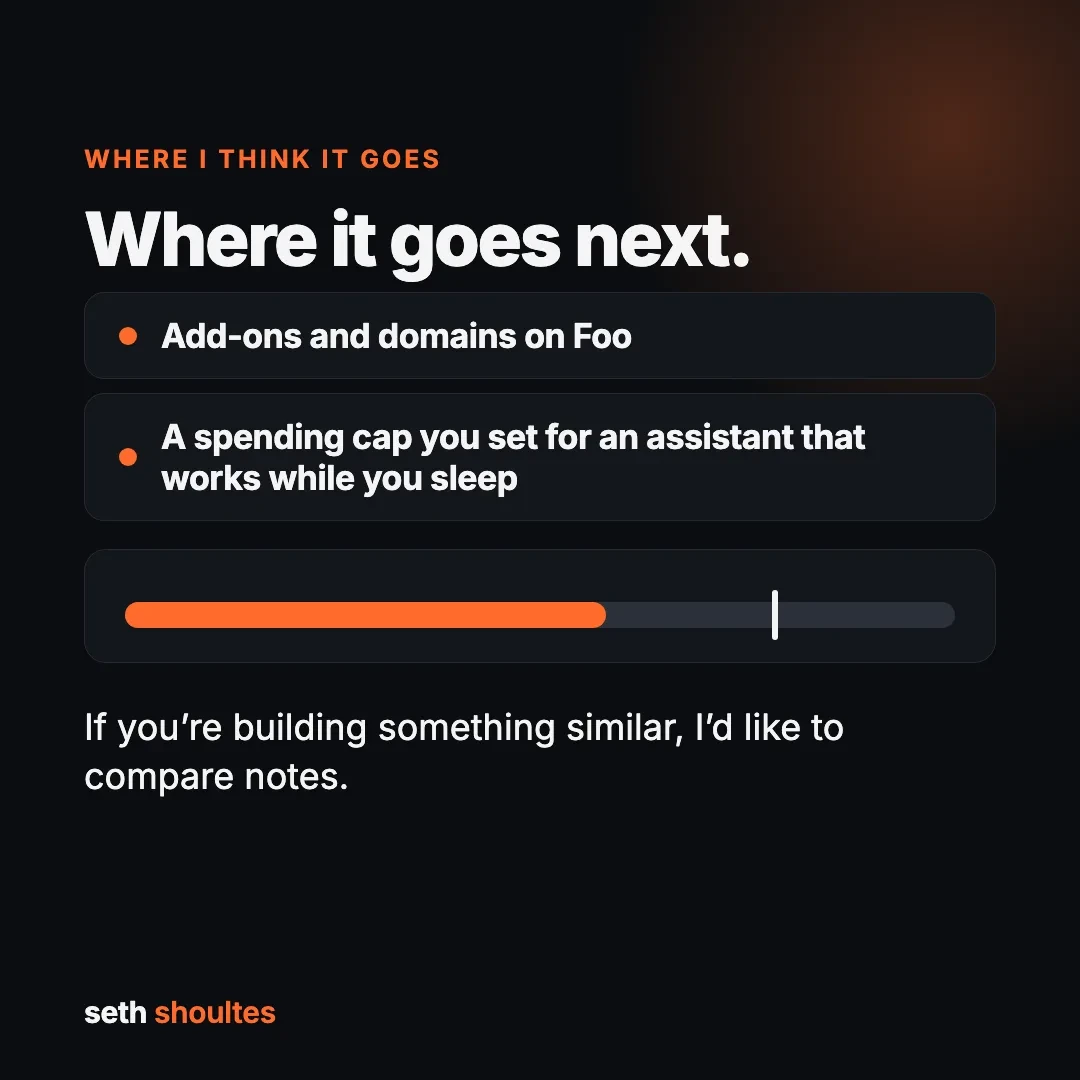 WHERE I THINK IT GOES
Where it goes next.
Add-ons and domains on Foo
A spending cap you set for an assistant that
works while you sleep
If you’re building something similar, I’d like to
compare notes.
seth shoultes